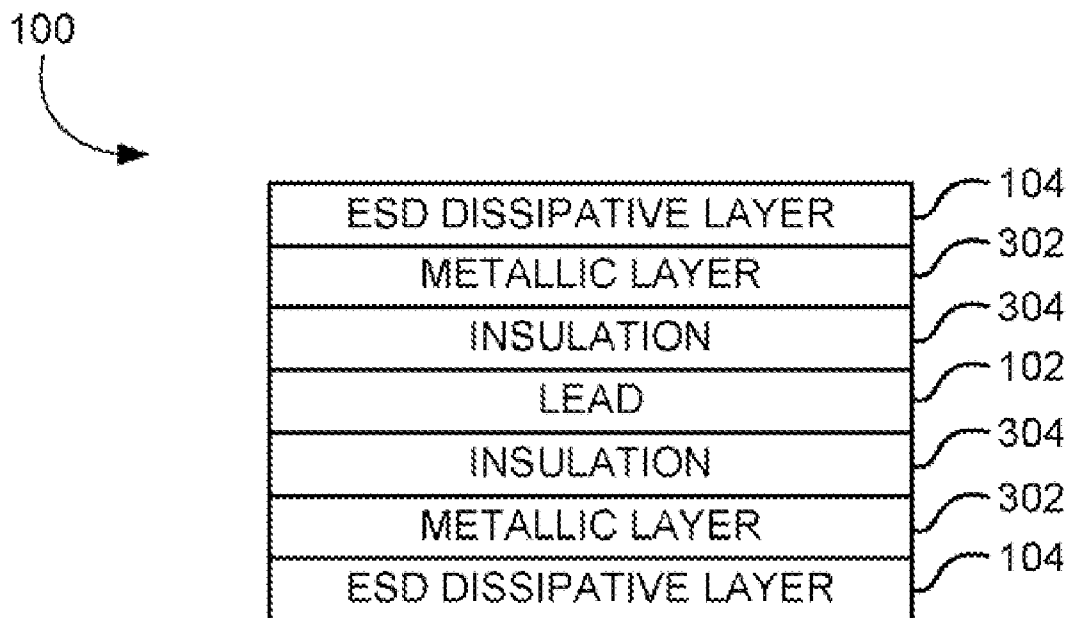 100
ESD DISSIPATIVE LAYER 104
METALLIC LAYER 302
INSULATION 304
LEAD 102
INSULATION 304
METALLIC LAYER 302
ESD DISSIPATIVE LAYER 104